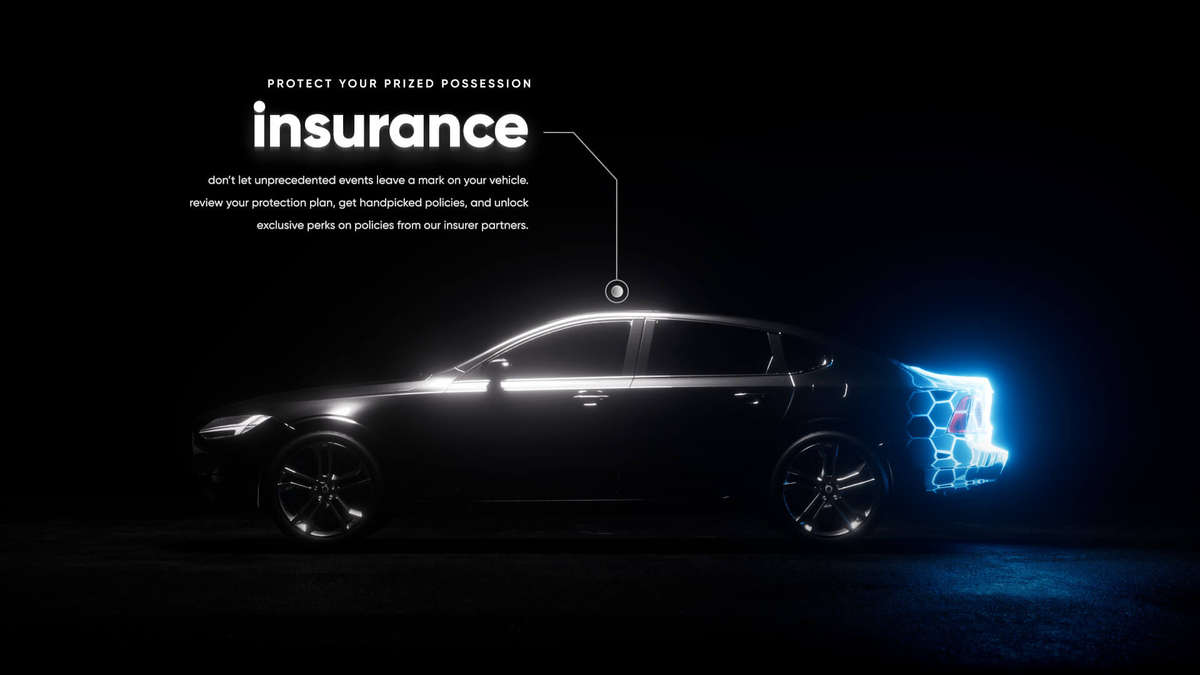 PROTECT YOUR PRIZED POSSESSION
insurance
don't let unprecedented events leave a mark on your vehicle.
review your protection plan, get handpicked policies, and unlock
exclusive perks on policies from our insurer partners.